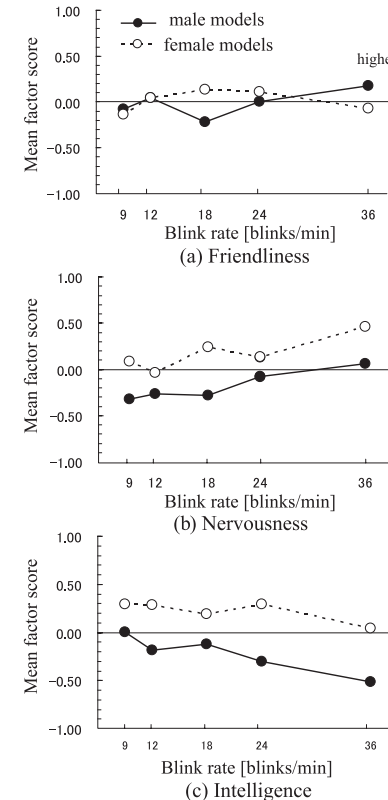 1.00
male models
female models
0.50
0.00
−0.50
−1.00
Mean factor score
9 12 18 24 36
Blink rate [blinks/min]
(a) Friendliness
1.00
0.50
0.00
−0.50
−1.00
Mean factor score
9 12 18 24 36
Blink rate [blinks/min]
(b) Nervousness
1.00
0.50
0.00
−0.50
−1.00
Mean factor score
9 12 18 24 36
Blink rate [blinks/min]
(c) Intelligence